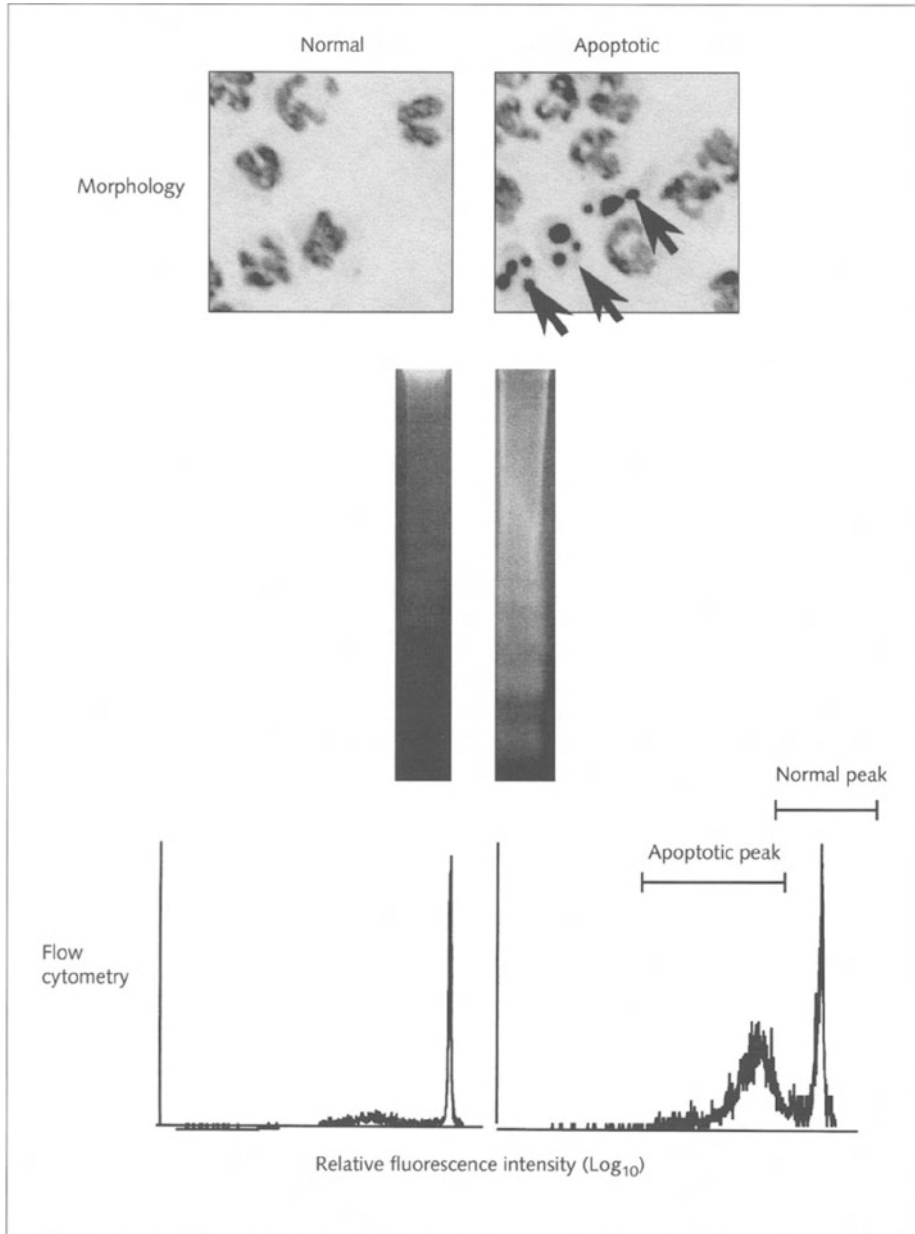 Normal
Apoptotic
Morphology
Normal peak
Apoptotic peak
Flow
cytometry
Relative fluorescence intensity (Log10)